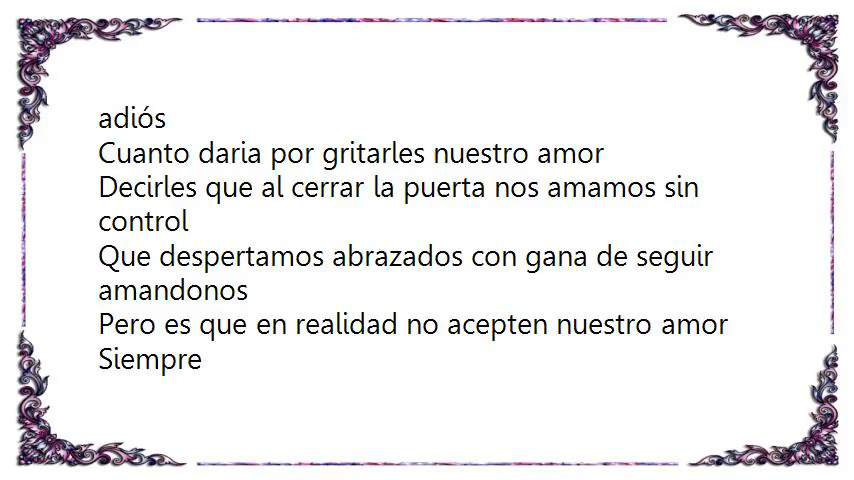 adiós
Cuanto daria por gritarles nuestro amor
Decirles que al cerrar la puerta nos amamos sin
control
Que despertamos abrazados con gana de seguir
amandonos
Pero es que en realidad no acepten nuestro amor
Siempre